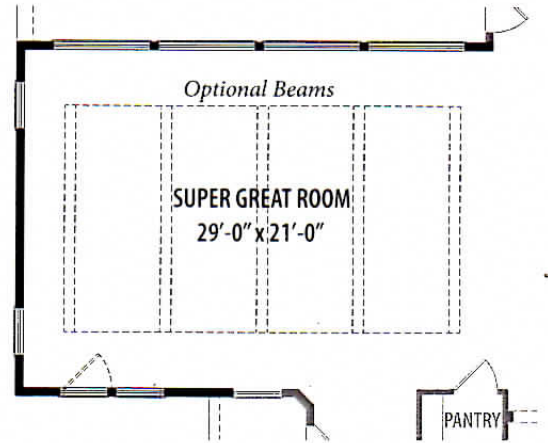 Optional Beams
SUPER GREAT ROOM
29'-0" x 21'-0"
PANTRY